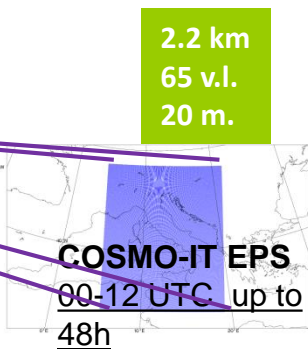 2.2 km
65 v.l.
20 m.
COSMO-IT EPS
00-12 UTC, up to
48h